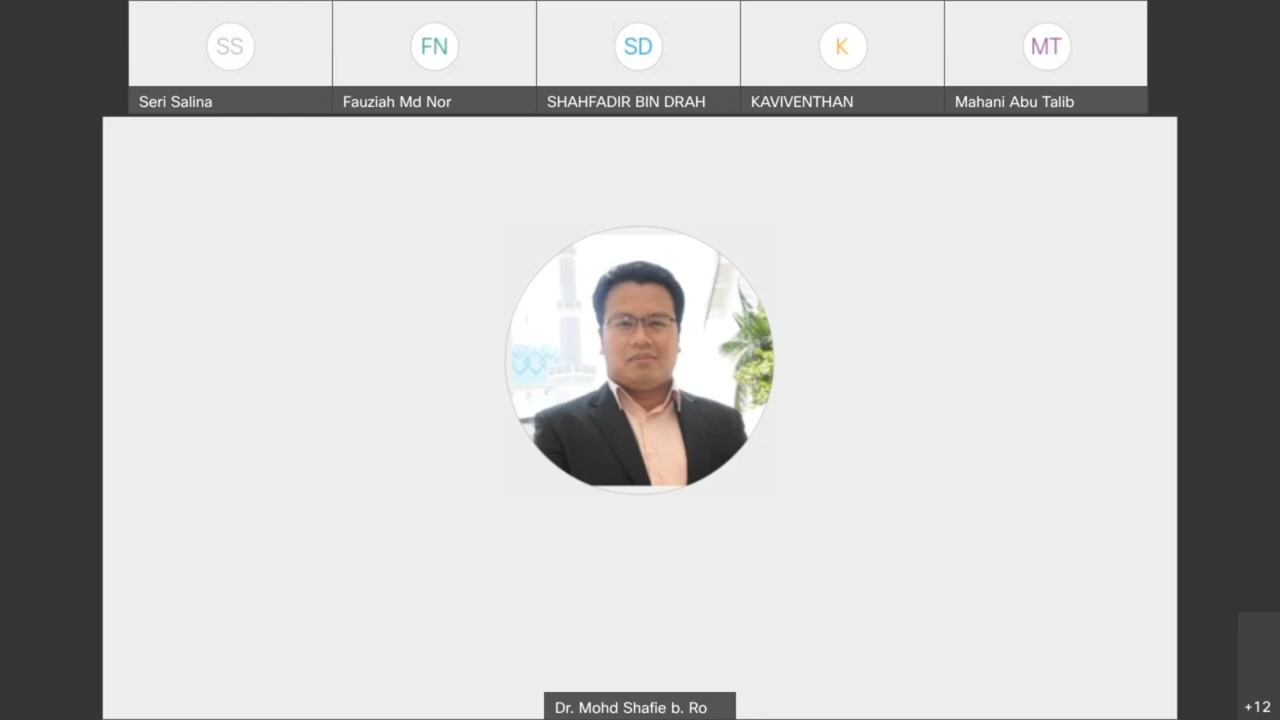 SS
FN
SD
K
MT
Seri Salina
Fauziah Md Nor
SHAHFADIR BIN DRAH
KAVIVENTHAN
Mahani Abu Talib
Dr. Mohd Shafie b. Ro
+12